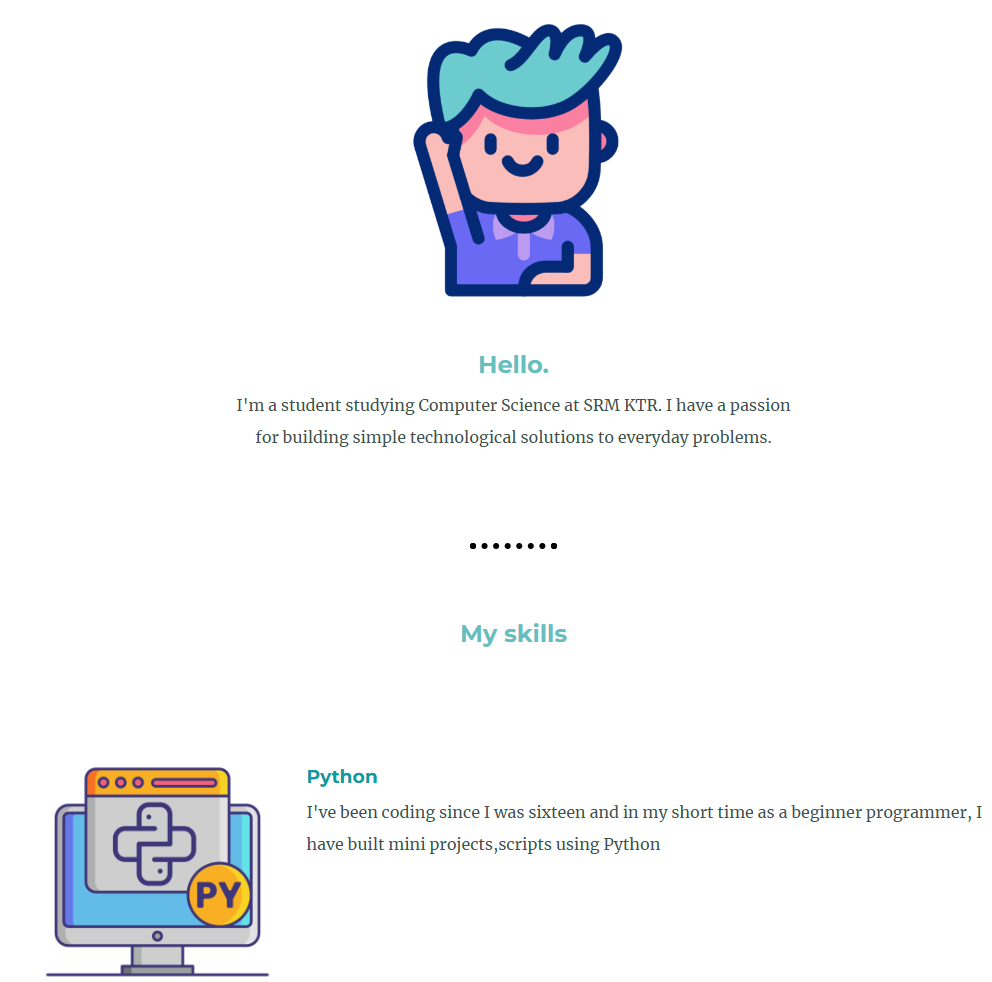 Hello.
I'm a student studying Computer Science at SRM KTR. I have a passion
for building simple technological solutions to everyday problems.
My skills
Python
I've been coding since I was sixteen and in my short time as a beginner programmer, I
have built mini projects,scripts using Python
PY